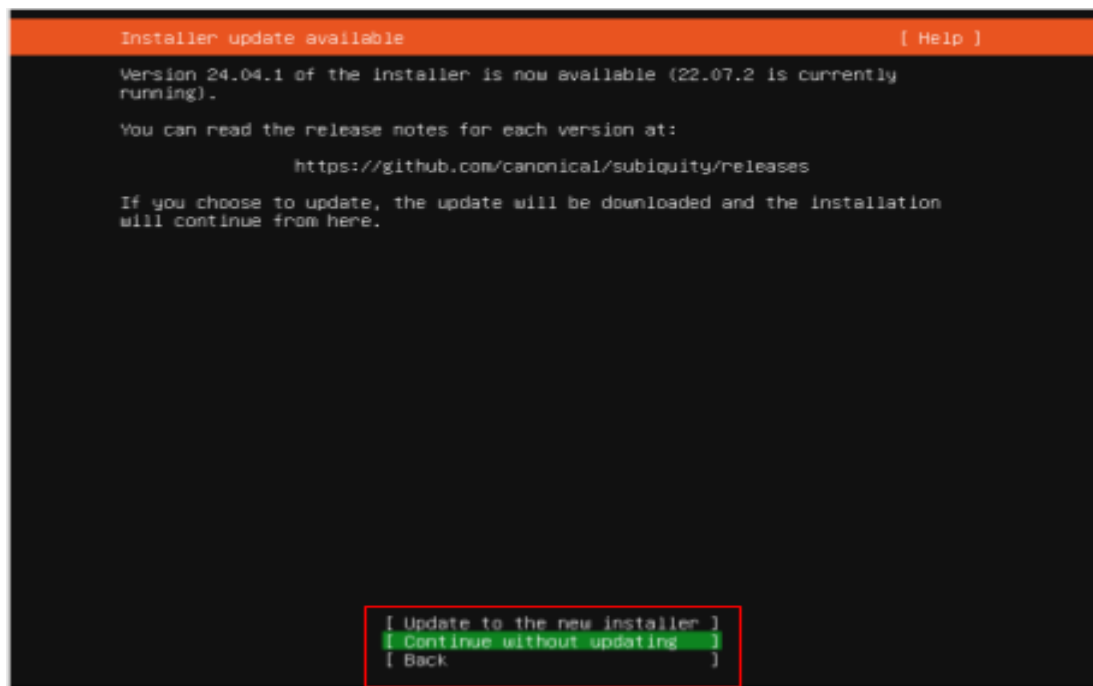 Installer update available [ Help ]
Version 24.04.1 of the installer is now available (22.07.2 is currently
running).
You can read the release notes for each version at:
https://github.com/canonical/subiquity/releases
If you choose to update, the update will be downloaded and the installation
will continue from here.
[ Update to the new installer ]
[ Continue without updating ]
[ Back ]